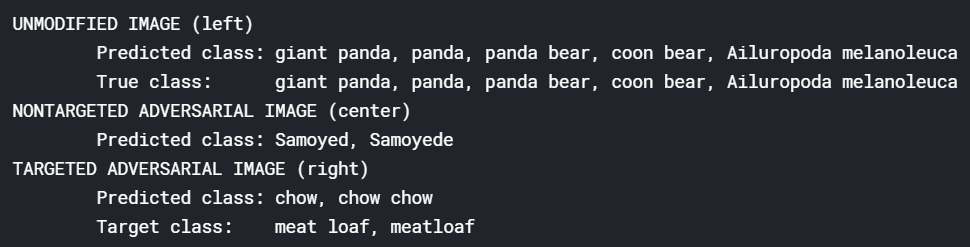 UNMODIFIED IMAGE (left)
Predicted class: giant panda, panda, panda bear, coon bear, Ailuropoda melanoleuca
True class: giant panda, panda, panda bear, coon bear, Ailuropoda melanoleuca
NONTARGETED ADVERSARIAL IMAGE (center)
Predicted class: Samoyed, Samoyede
TARGETED ADVERSARIAL IMAGE (right)
Predicted class: chow, chow chow
Target class: meat loaf, meatloaf